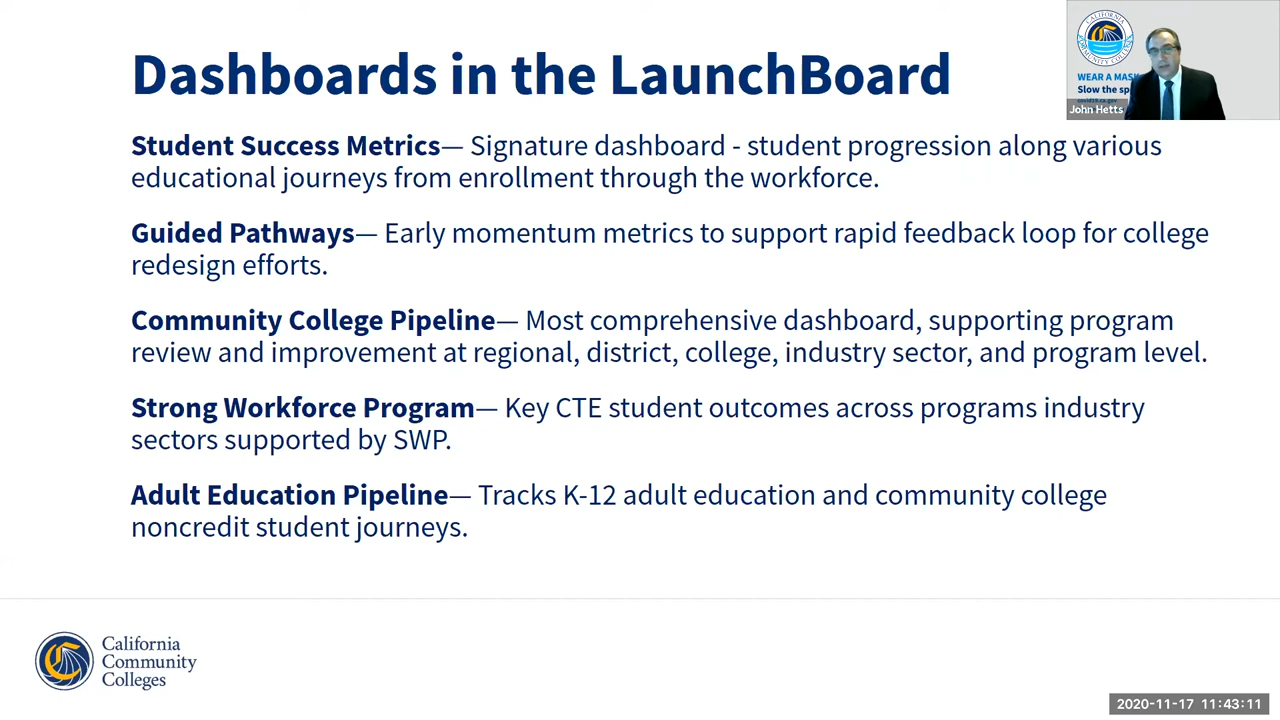 Dashboards in the LaunchBoard
Student Success Metrics— Signature dashboard - student progression along various
educational journeys from enrollment through the workforce.
Guided Pathways— Early momentum metrics to support rapid feedback loop for college
redesign efforts.
Community College Pipeline— Most comprehensive dashboard, supporting program
review and improvement at regional, district, college, industry sector, and program level.
Strong Workforce Program— Key CTE student outcomes across programs industry
sectors supported by SWP.
Adult Education Pipeline— Tracks K-12 adult education and community college
noncredit student journeys.
California
Community
Colleges
CALIFORNIA
WEAR A MASK
Slow the sp
covid19.ca.gov
John Hetts
2020-11-17 11:43:11